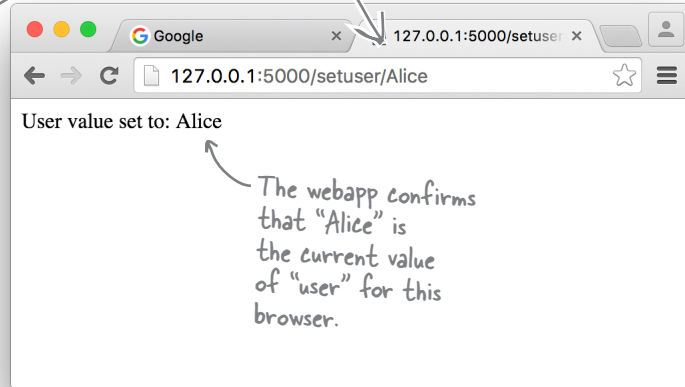 Google
127.0.0.1:5000/setuser
127.0.0.1:5000/setuser/Alice
User value set to: Alice
The webapp confirms
that “Alice” is
the current value
of “user” for this
browser.